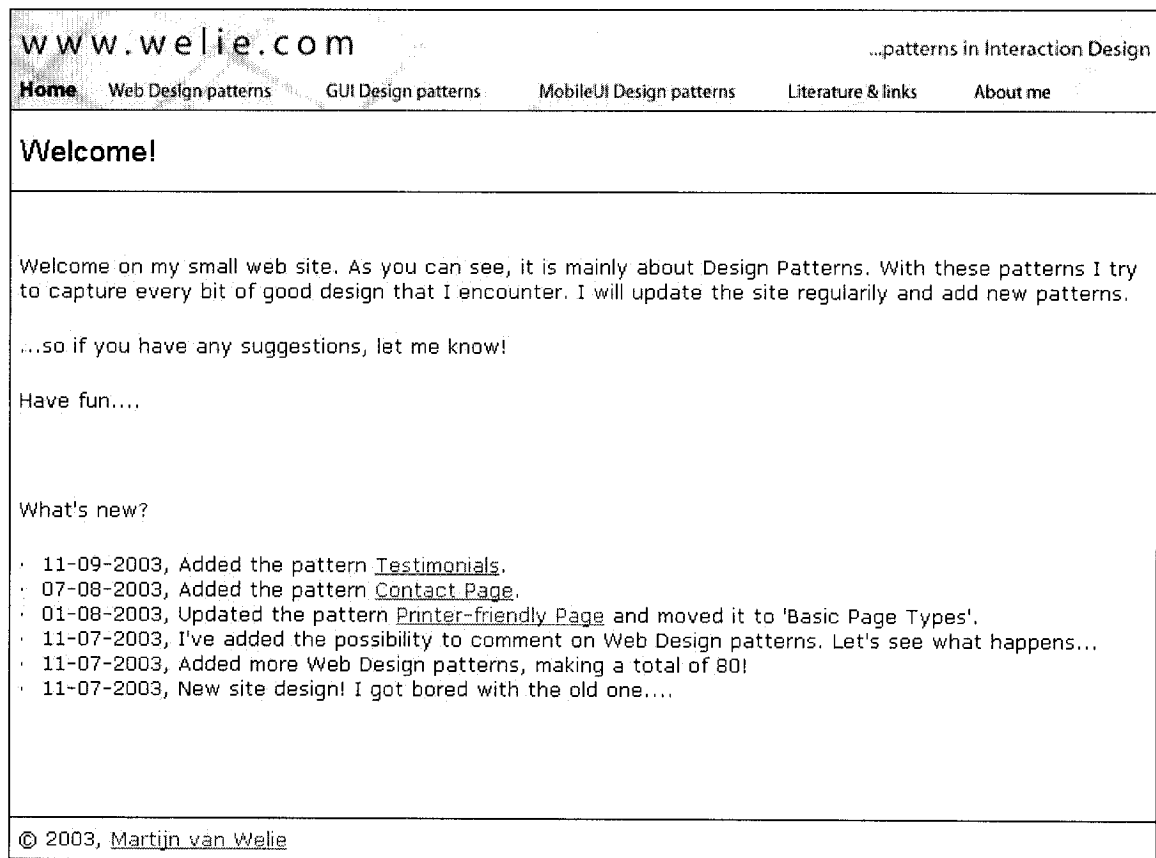 www.welie.com
...patterns in Interaction Design
Home Web Design patterns GUI Design patterns MobileUI Design patterns Literature & links About me
Welcome!
Welcome on my small web site. As you can see, it is mainly about Design Patterns. With these patterns I try
to capture every bit of good design that I encounter. I will update the site regularily and add new patterns.
...so if you have any suggestions, let me know!
Have fun....
What's new?
· 11-09-2003, Added the pattern Testimonials.
· 07-08-2003, Added the pattern Contact Page.
· 01-08-2003, Updated the pattern Printer-friendly Page and moved it to 'Basic Page Types'.
· 11-07-2003, I've added the possibility to comment on Web Design patterns. Let's see what happens...
· 11-07-2003, Added more Web Design patterns, making a total of 80!
· 11-07-2003, New site design! I got bored with the old one....
© 2003, Martijn van Welie